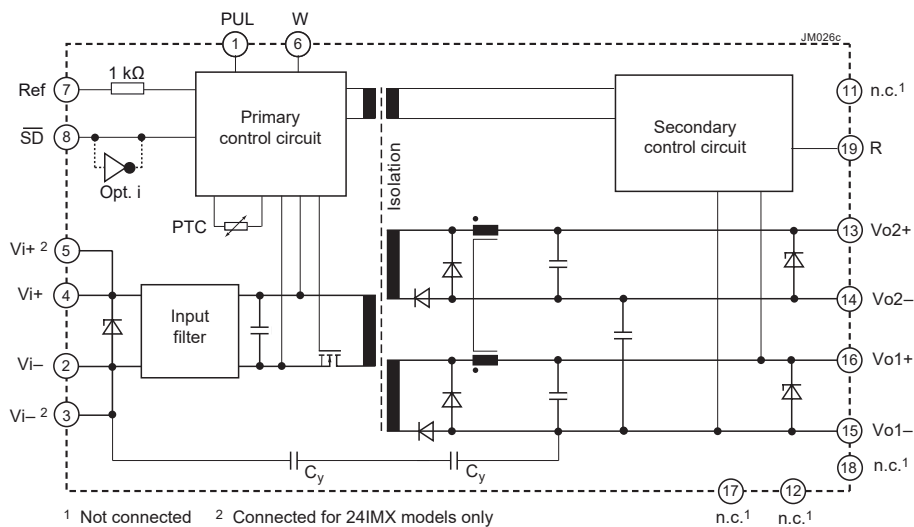 PUL W
JM026c
1 6
Ref 7 1 kΩ
11 n.c.1
Primary
control circuit
Secondary
control circuit
SD 8
19 R
Opt. i
Isolation
PTC
Vi+ 2 5
13 Vo2+
Vi+ 4
14 Vo2–
Input
filter
Vi– 2
16 Vo1+
Vi– 2 3
15 Vo1–
18 n.c.1
Cy Cy
17 12
n.c.1 n.c.1
1 Not connected 2 Connected for 24IMX models only